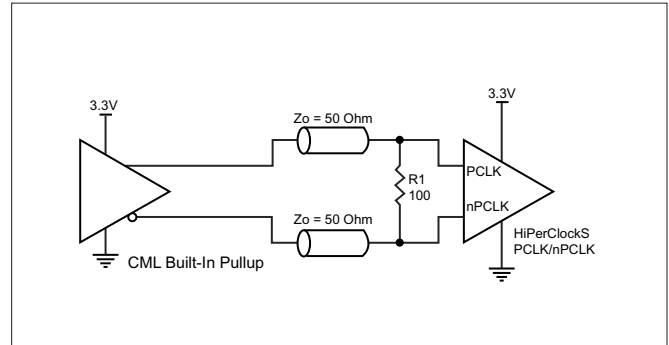 3.3V
Zo = 50 Ohm
3.3V
PCLK
R1
100
nPCLK
Zo = 50 Ohm
HiPerClockS
PCLK/nPCLK
CML Built-In Pullup